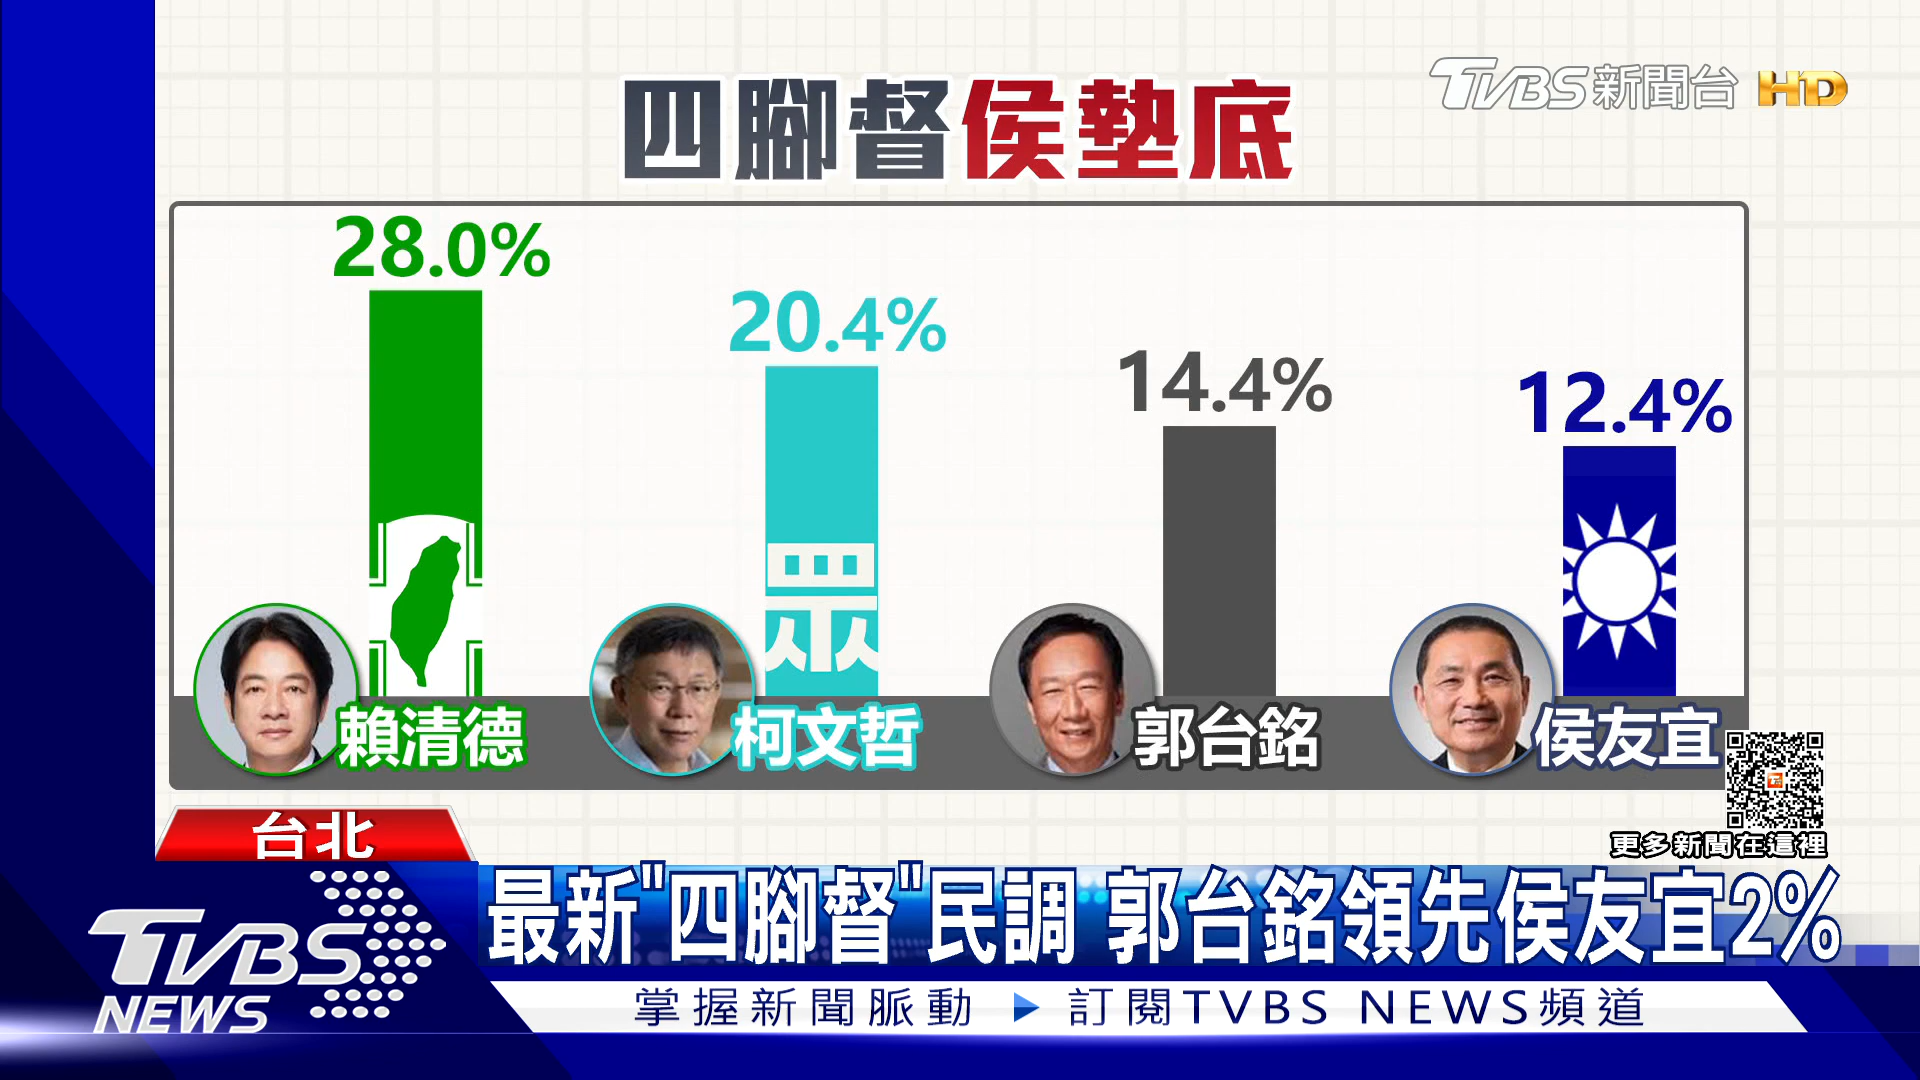 TVBS新聞台 HD
四腳督侯墊底
28.0%
20.4%
14.4%
12.4%
賴清德
柯文哲
郭台銘
侯友宜
更多新聞在這裡
台北
最新"四腳督"民調 郭台銘領先侯友宜2%
TVBS NEWS
掌握新聞脈動 ▶ 訂閱TVBS NEWS頻道